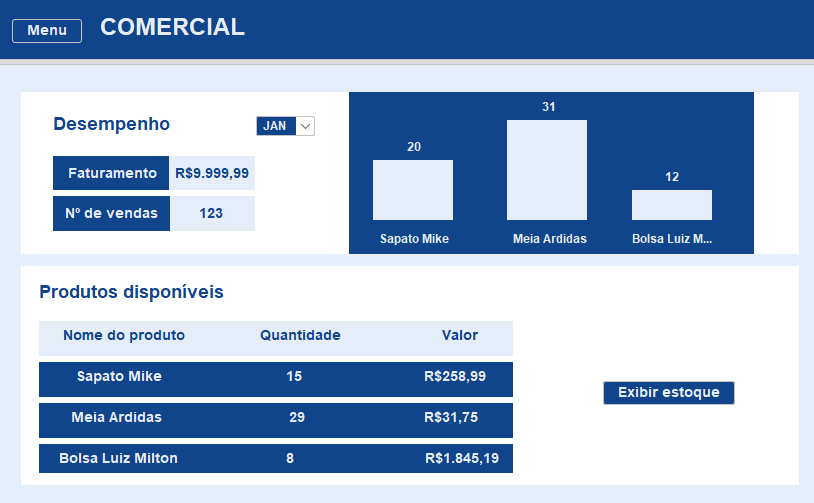 Menu COMERCIAL
Desempenho JAN
Faturamento R$9.999,99
Nº de vendas 123
31
20
12
Sapato Mike Meia Ardidas Bolsa Luiz M...
Produtos disponíveis
Nome do produto Quantidade Valor
Sapato Mike 15 R$258,99
Meia Ardidas 29 R$31,75
Bolsa Luiz Milton 8 R$1.845,19
Exibir estoque